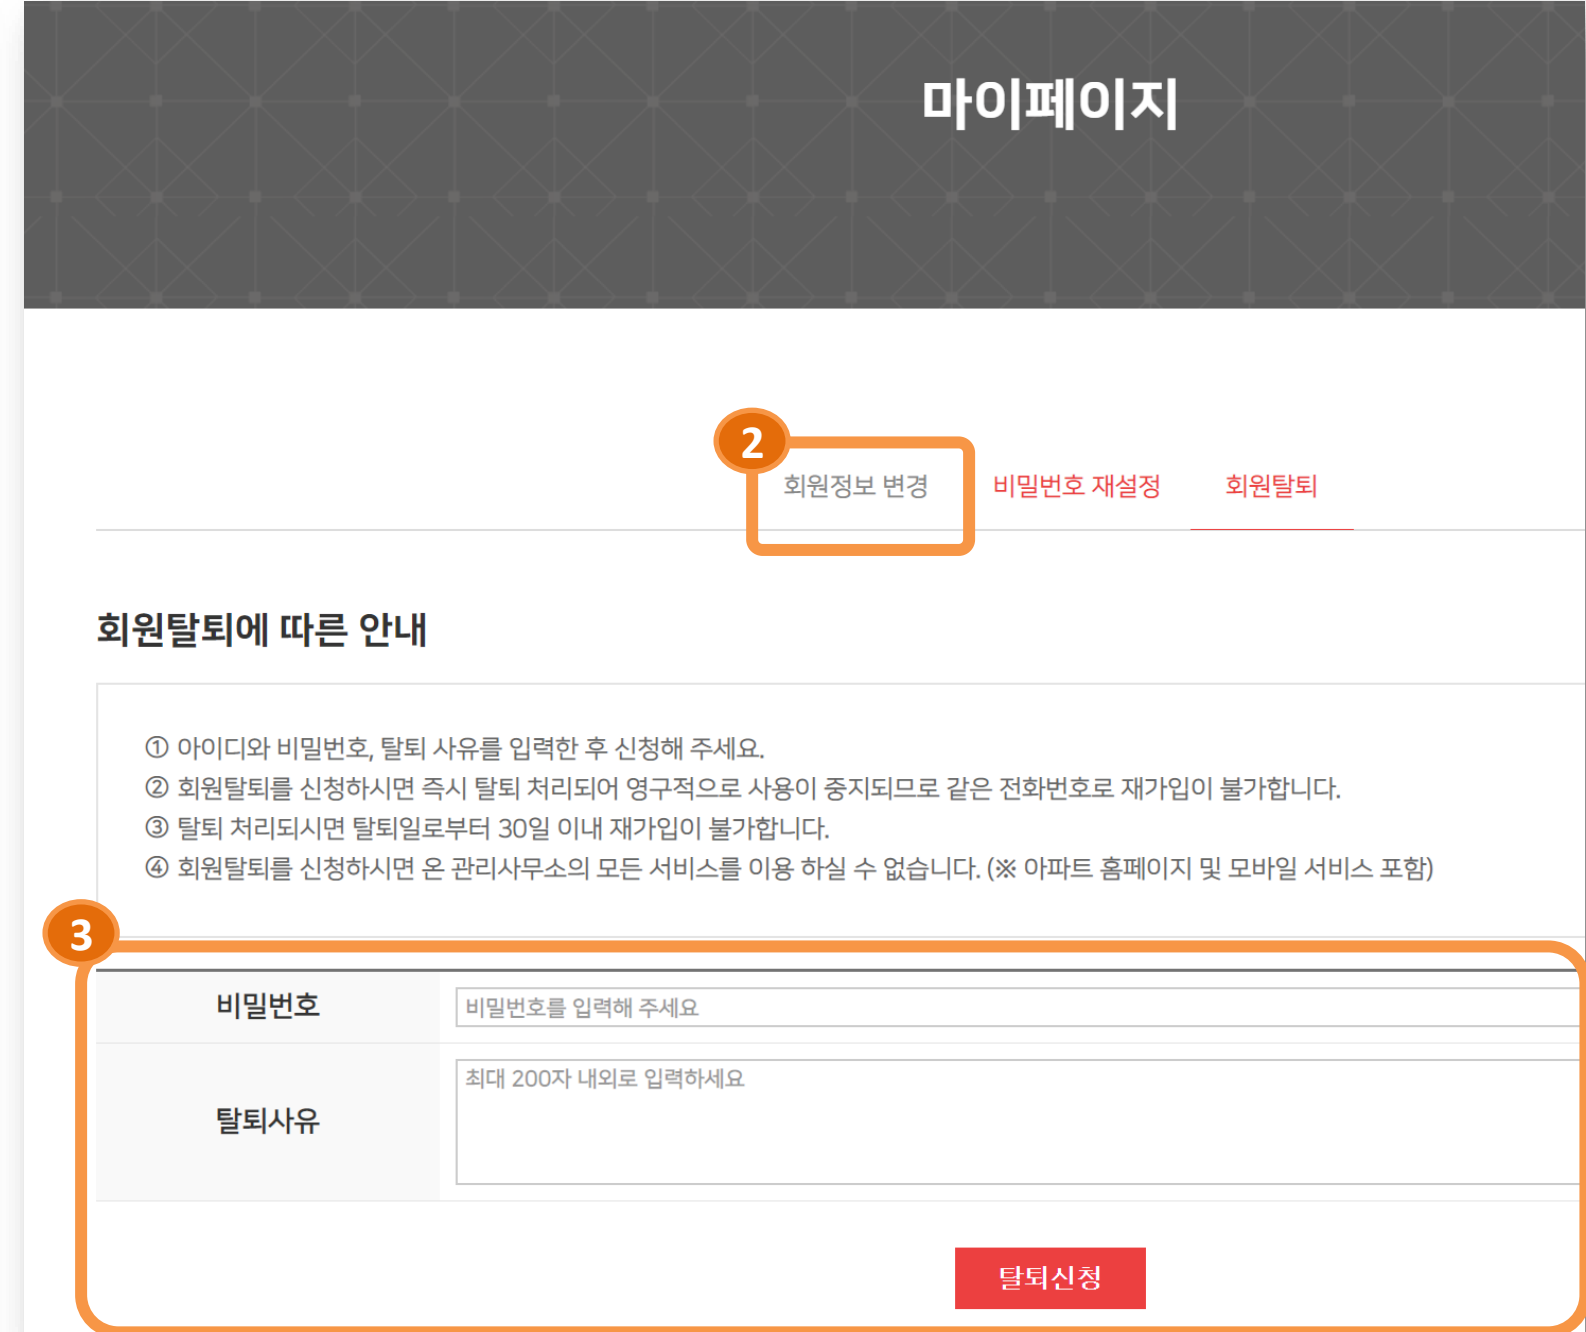 마이페이지
2
회원정보 변경 비밀번호 재설정 회원탈퇴
회원탈퇴에 따른 안내
① 아이디와 비밀번호, 탈퇴 사유를 입력한 후 신청해 주세요.
② 회원탈퇴를 신청하시면 즉시 탈퇴 처리되어 영구적으로 사용이 중지되므로 같은 전화번호로 재가입이 불가합니다.
③ 탈퇴 처리되시면 탈퇴일로부터 30일 이내 재가입이 불가합니다.
④ 회원탈퇴를 신청하시면 온 관리사무소의 모든 서비스를 이용 하실 수 없습니다. (※ 아파트 홈페이지 및 모바일 서비스 포함)
3
비밀번호 비밀번호를 입력해 주세요
최대 200자 내외로 입력하세요
탈퇴사유
탈퇴신청